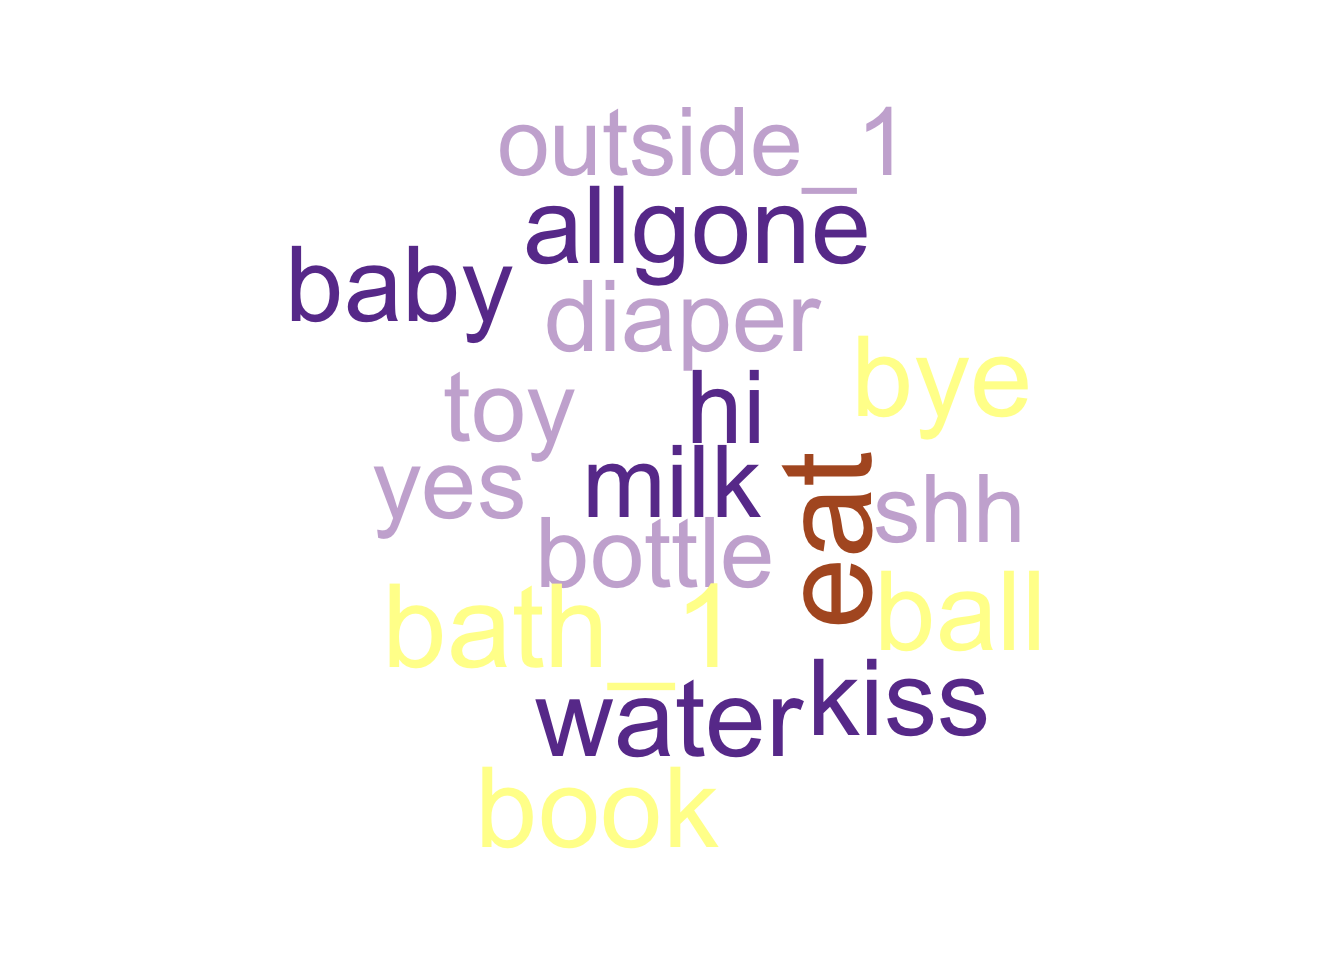 outside_1
allgone
baby
diaper
bye
toy
hi
yes
milk
eat
shh
bottle
bath_1
ball
water
kiss
book